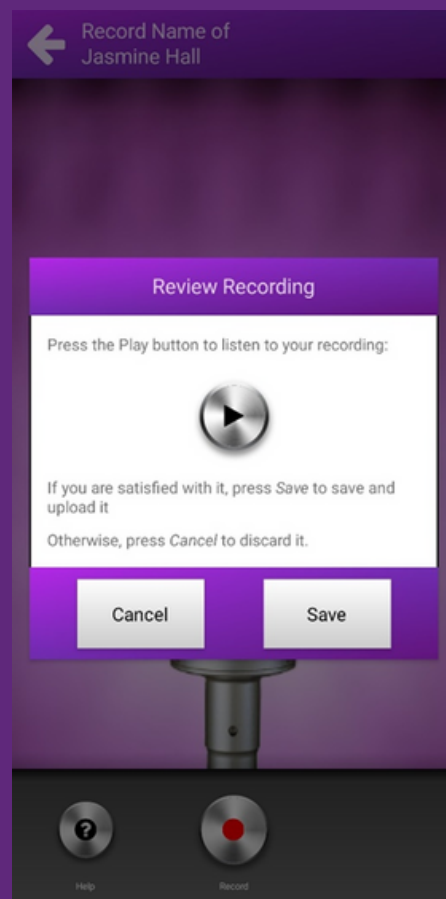 Record Name of
Jasmine Hall
Review Recording
Press the Play button to listen to your recording:
If you are satisfied with it, press Save to save and
upload it
Otherwise, press Cancel to discard it.
Cancel
Save
?
Help
Record